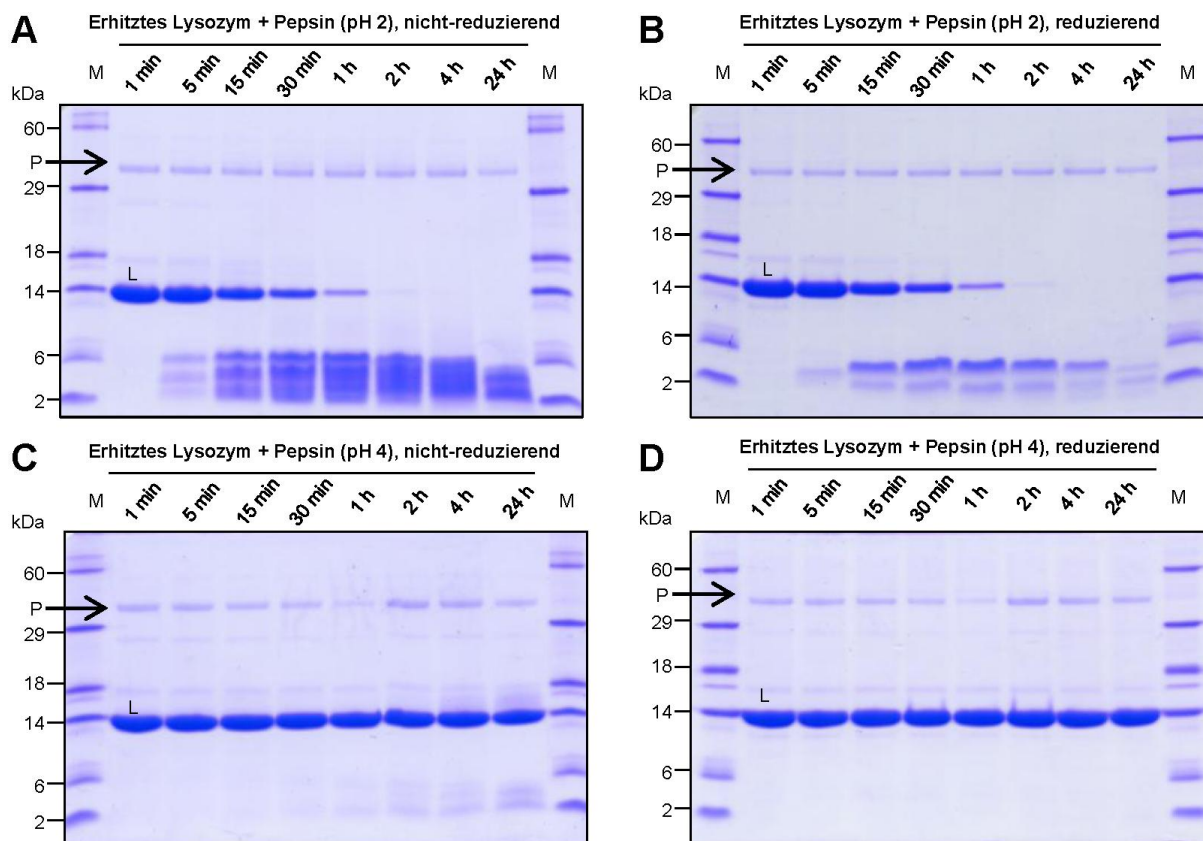 A Erhitztes Lysozym + Pepsin (pH 2), nicht-reduzierend
M 1 min 5 min 15 min 30 min 1 h 2 h 4 h 24 h M
kDa
60
P
29
18
L
14
6
2
B Erhitztes Lysozym + Pepsin (pH 2), reduzierend
M 1 min 5 min 15 min 30 min 1 h 2 h 4 h 24 h M
kDa
60
P
29
18
L
14
6
2
C Erhitztes Lysozym + Pepsin (pH 4), nicht-reduzierend
M 1 min 5 min 15 min 30 min 1 h 2 h 4 h 24 h M
kDa
60
P
29
18
L
14
6
2
D Erhitztes Lysozym + Pepsin (pH 4), reduzierend
M 1 min 5 min 15 min 30 min 1 h 2 h 4 h 24 h M
kDa
60
P
29
18
L
14
6
2